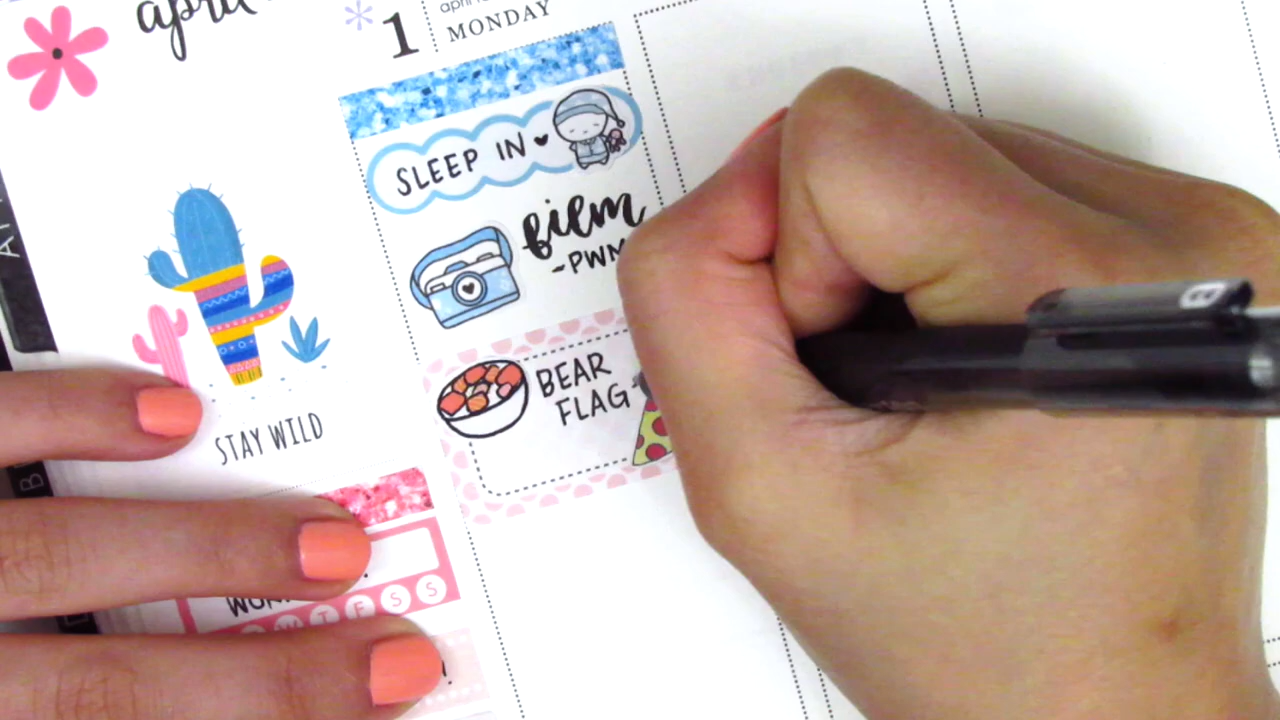 april
1
MONDAY
SLEEP IN
film
-PWM
BEAR
FLAG
STAY WILD
W T F S S